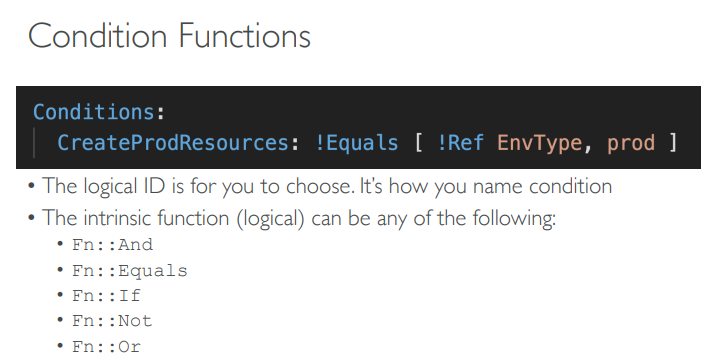 Condition Functions
Conditions:
CreateProdResources: !Equals [ !Ref EnvType, prod ]
• The logical ID is for you to choose. It's how you name condition
• The intrinsic function (logical) can be any of the following:
• Fn::And
• Fn::Equals
• Fn::If
• Fn::Not
• Fn::Or